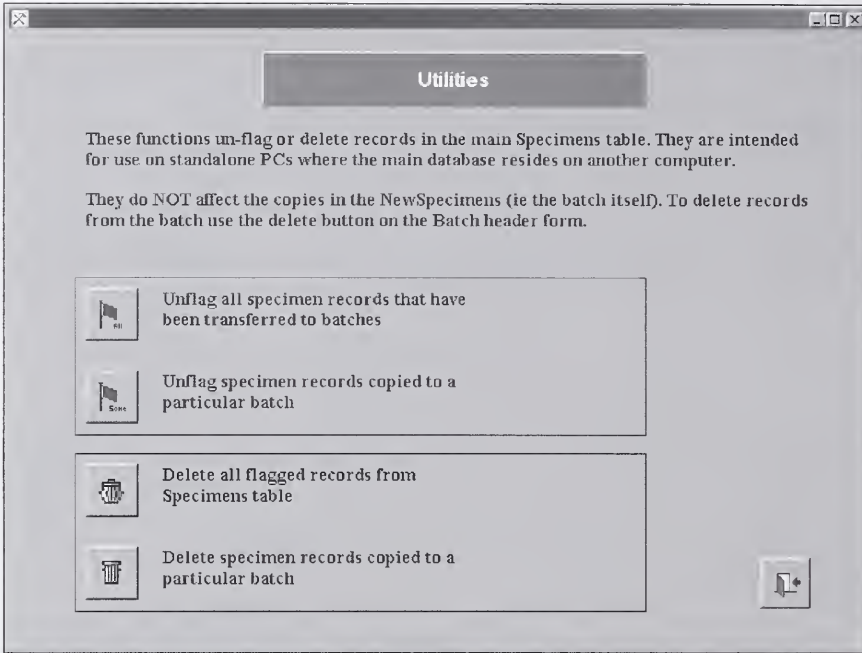 Utilities
These functions un-flag or delete records in the main Specimens table. They are intended
for use on standalone PCs where the main database resides on another computer.
They do NOT affect the copies in the NewSpecimens (ie the batch itself). To delete records
from the batch use the delete button on the Batch header form.
Unflag all specimen records that have
been transferred to batches
All
Unflag specimen records copied to a
particular batch
Some
Delete all flagged records from
Specimens table
Delete specimen records copied to a
particular batch